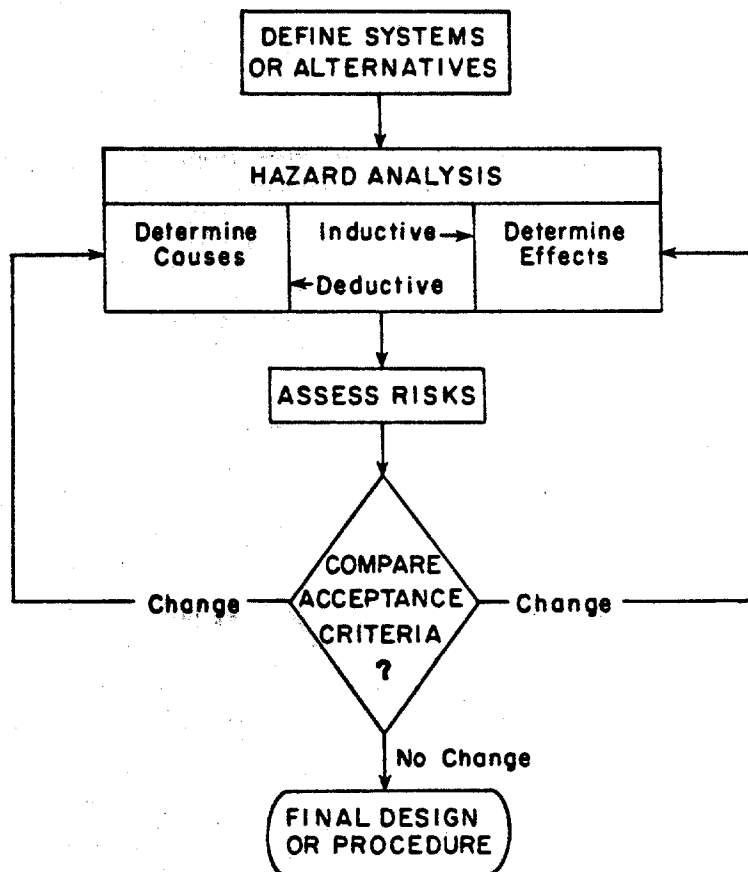 DEFINE SYSTEMS
OR ALTERNATIVES
HAZARD ANALYSIS
Determine
Causes
Inductive
Deductive
Determine
Effects
ASSESS RISKS
COMPARE
ACCEPTANCE
CRITERIA
?
Change
Change
No Change
FINAL DESIGN
OR PROCEDURE